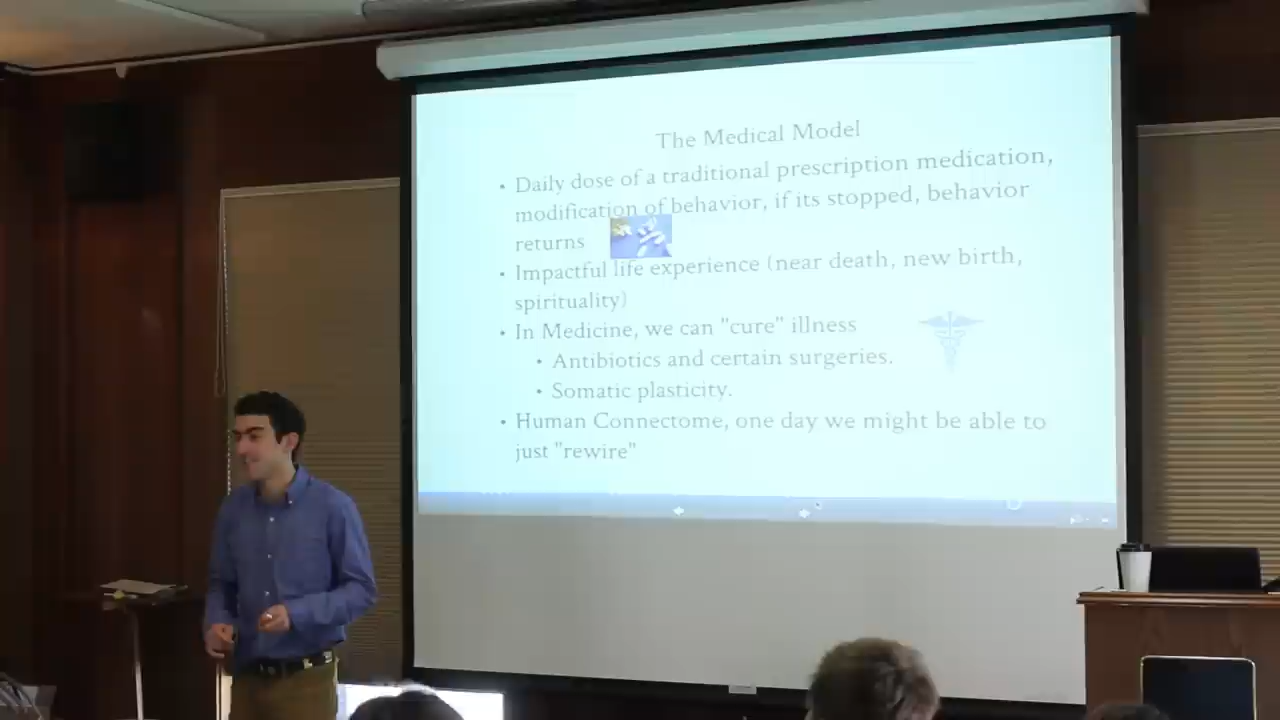 The Medical Model
• Daily dose of a traditional prescription medication,
modification of behavior, if its stopped, behavior
returns
• Impactful life experience (near death, new birth,
spirituality)
• In Medicine, we can "cure" illness
• Antibiotics and certain surgeries.
• Somatic plasticity.
• Human Connectome, one day we might be able to
just "rewire"